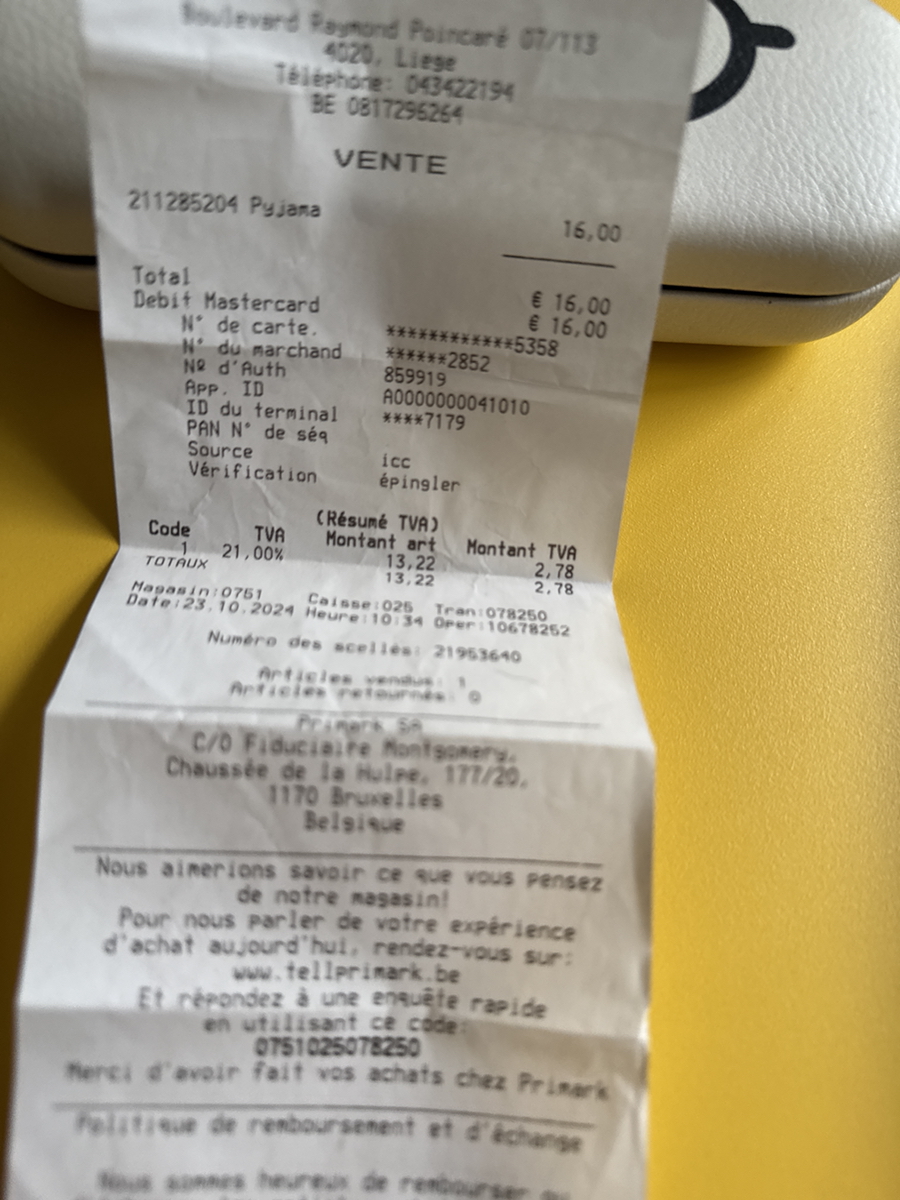 Boulevard Raymond Poincaré 07/113
4020, Liege
Téléphone: 043422194
BE 0817296264
VENTE
211285204 Pyjama
16,00
Total € 16,00
Debit Mastercard € 16,00
N° de carte. ************5358
N° du marchand ******2852
Nº d'Auth 859919
App. ID A0000000041010
ID du terminal ****7179
PAN N° de séq
Source icc
Vérification épingler
(Résumé TVA)
Code TVA Montant art Montant TVA
1 21,00% 13,22 2,78
TOTAUX 13,22 2,78
Magasin:0751 Caisse:025 Tran:078250
Date:23.10.2024 Heure:10:34 Oper:10678252
Numéro des scellés: 21953640
Articles vendus: 1
Articles retournés: 0
Primark SA
C/O Fiduciaire Montgomery,
Chaussée de la Hulpe, 177/20,
1170 Bruxelles
Belgique
Nous aimerions savoir ce que vous pensez
de notre magasin!
Pour nous parler de votre expérience
d'achat aujourd'hui, rendez-vous sur:
www.tellprimark.be
Et répondez à une enquête rapide
en utilisant ce code:
0751025078250
Merci d'avoir fait vos achats chez Primark
Politique de remboursement et d'échange
Nous sommes heureux de rembourser ou